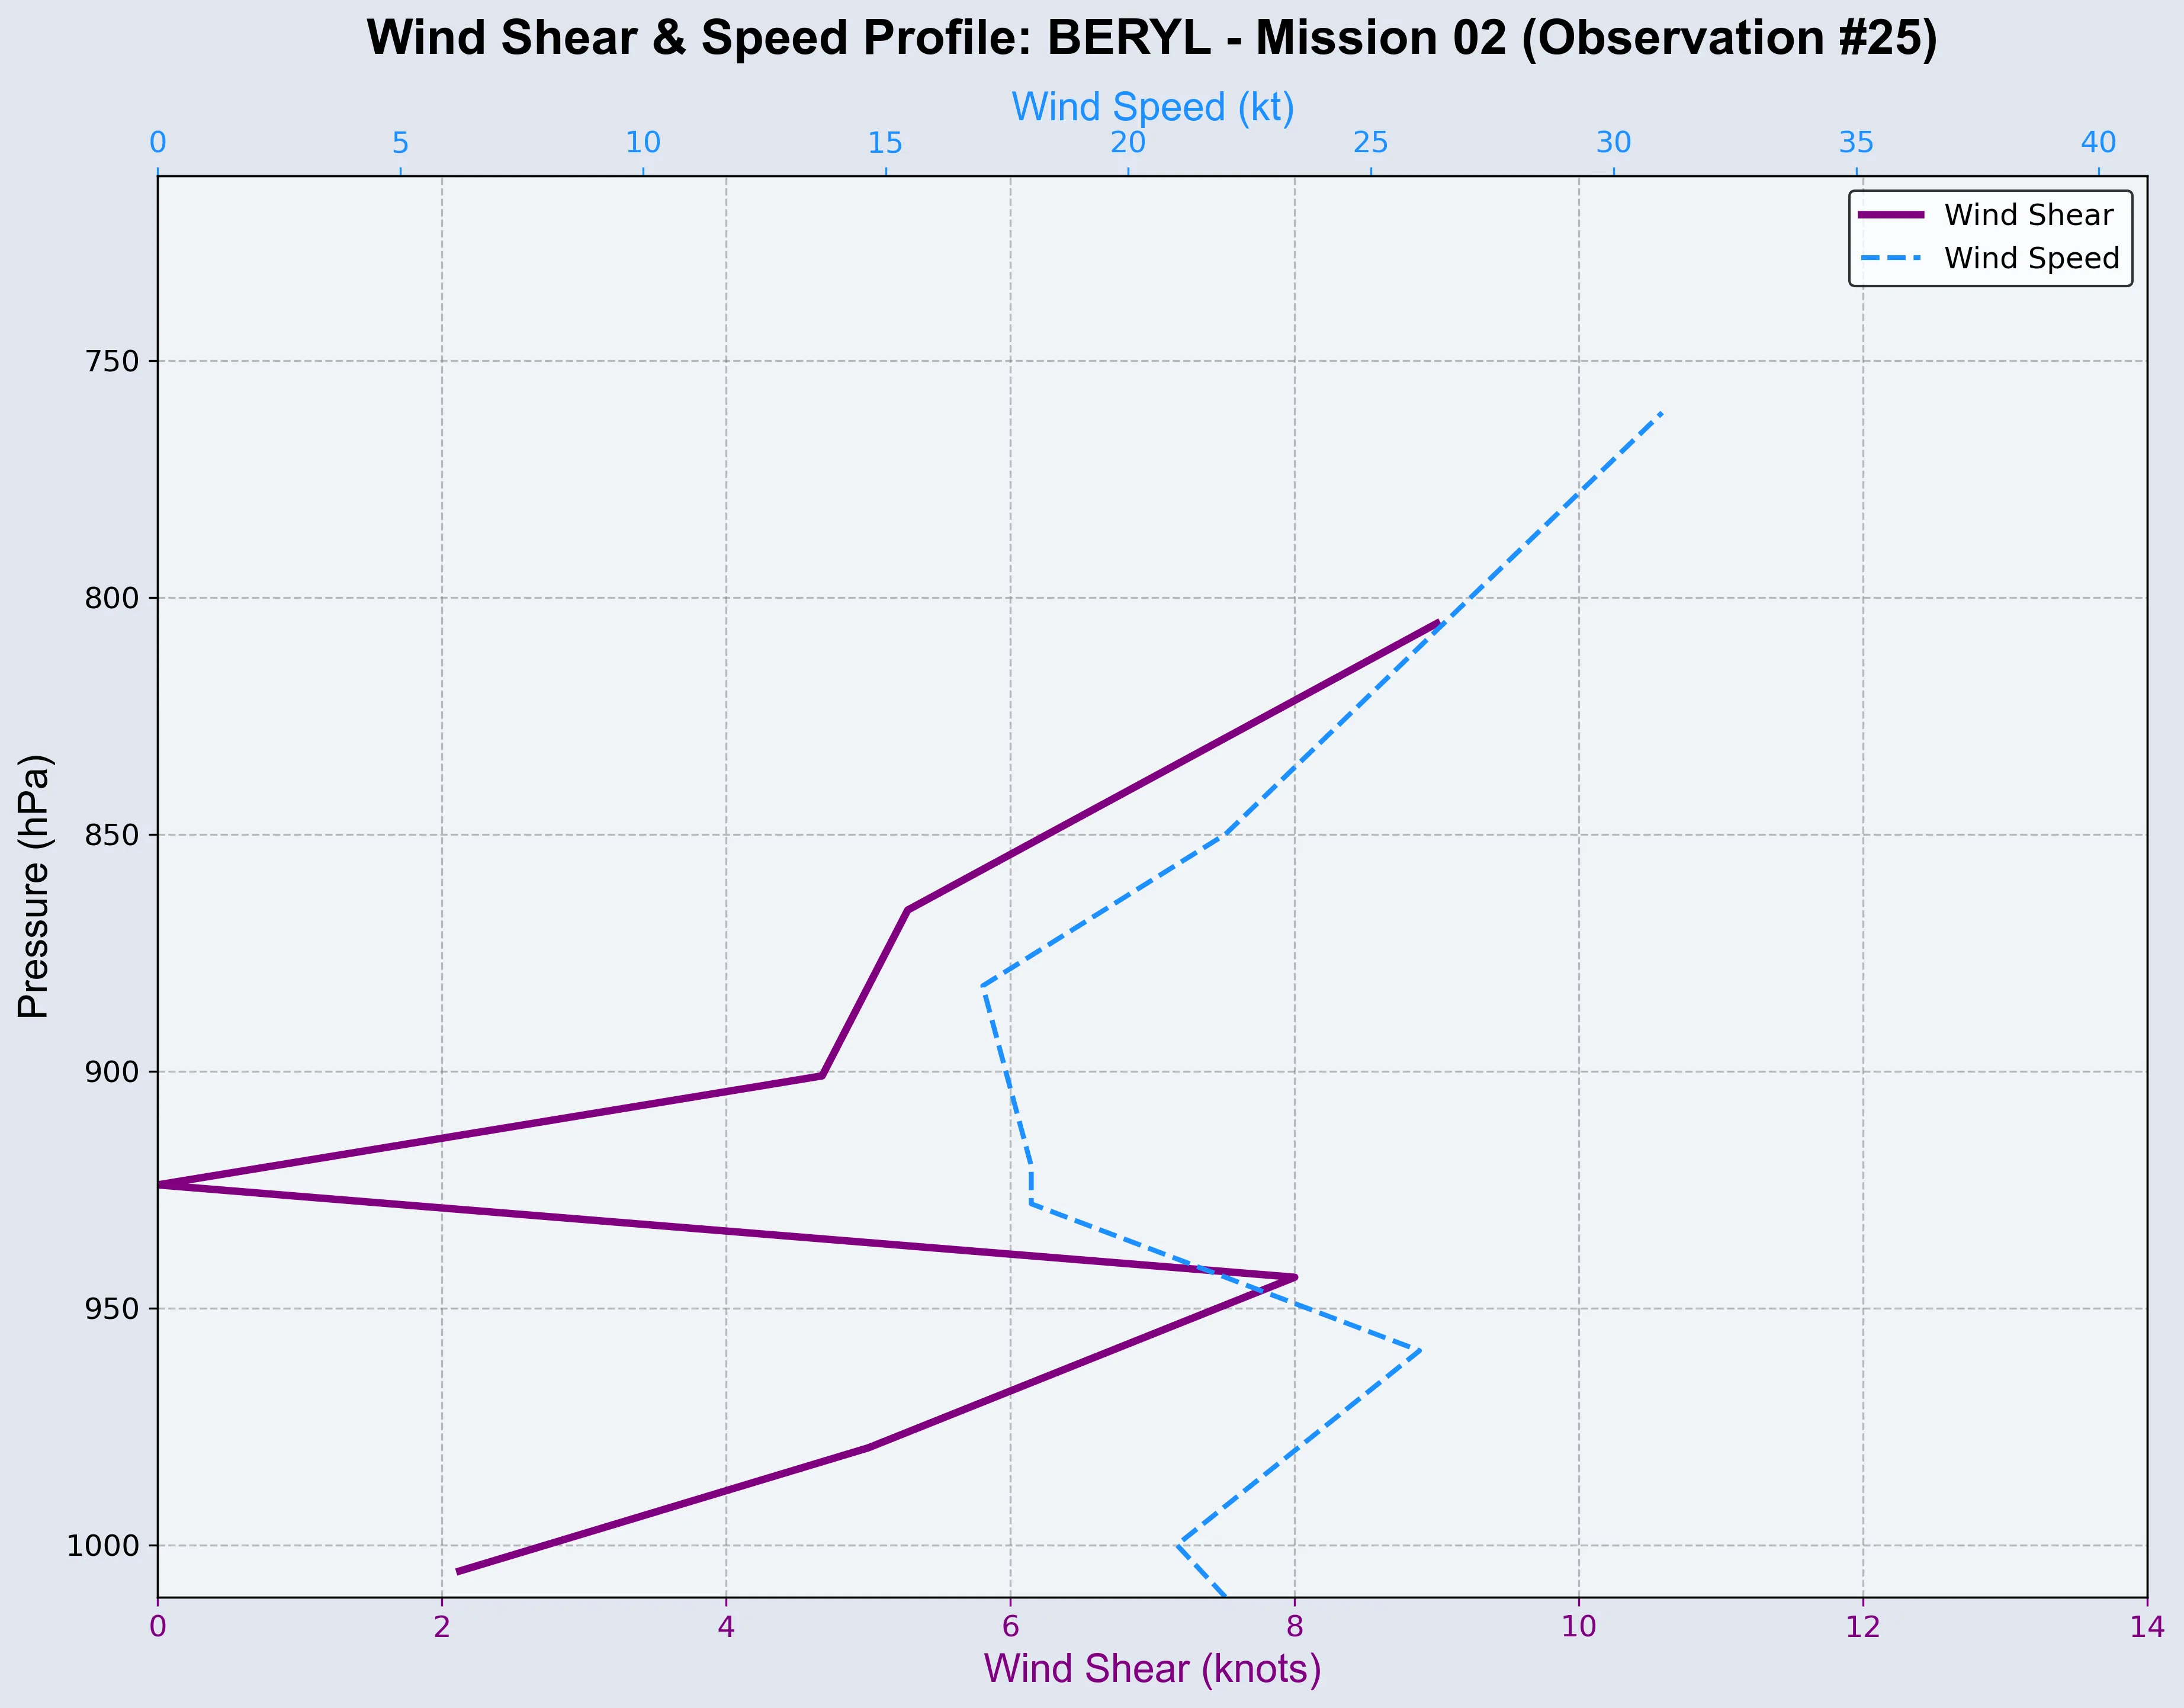 Wind Shear & Speed Profile: BERYL - Mission 02 (Observation #25)
Wind Speed (kt)
0 5 10 15 20 25 30 35 40
Wind Shear
Wind Speed
750
800
850
900
950
1000
Pressure (hPa)
0 2 4 6 8 10 12 14
Wind Shear (knots)